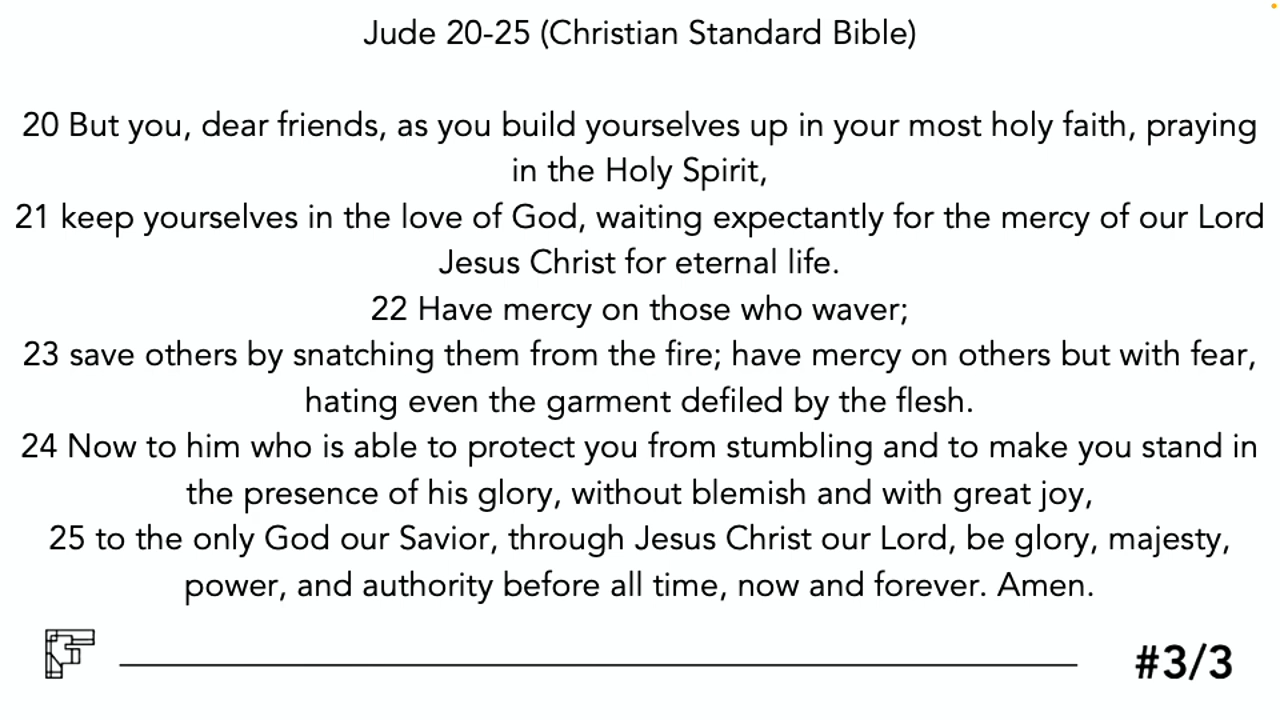 Jude 20-25 (Christian Standard Bible)
20 But you, dear friends, as you build yourselves up in your most holy faith, praying
in the Holy Spirit,
21 keep yourselves in the love of God, waiting expectantly for the mercy of our Lord
Jesus Christ for eternal life.
22 Have mercy on those who waver;
23 save others by snatching them from the fire; have mercy on others but with fear,
hating even the garment defiled by the flesh.
24 Now to him who is able to protect you from stumbling and to make you stand in
the presence of his glory, without blemish and with great joy,
25 to the only God our Savior, through Jesus Christ our Lord, be glory, majesty,
power, and authority before all time, now and forever. Amen.
#3/3